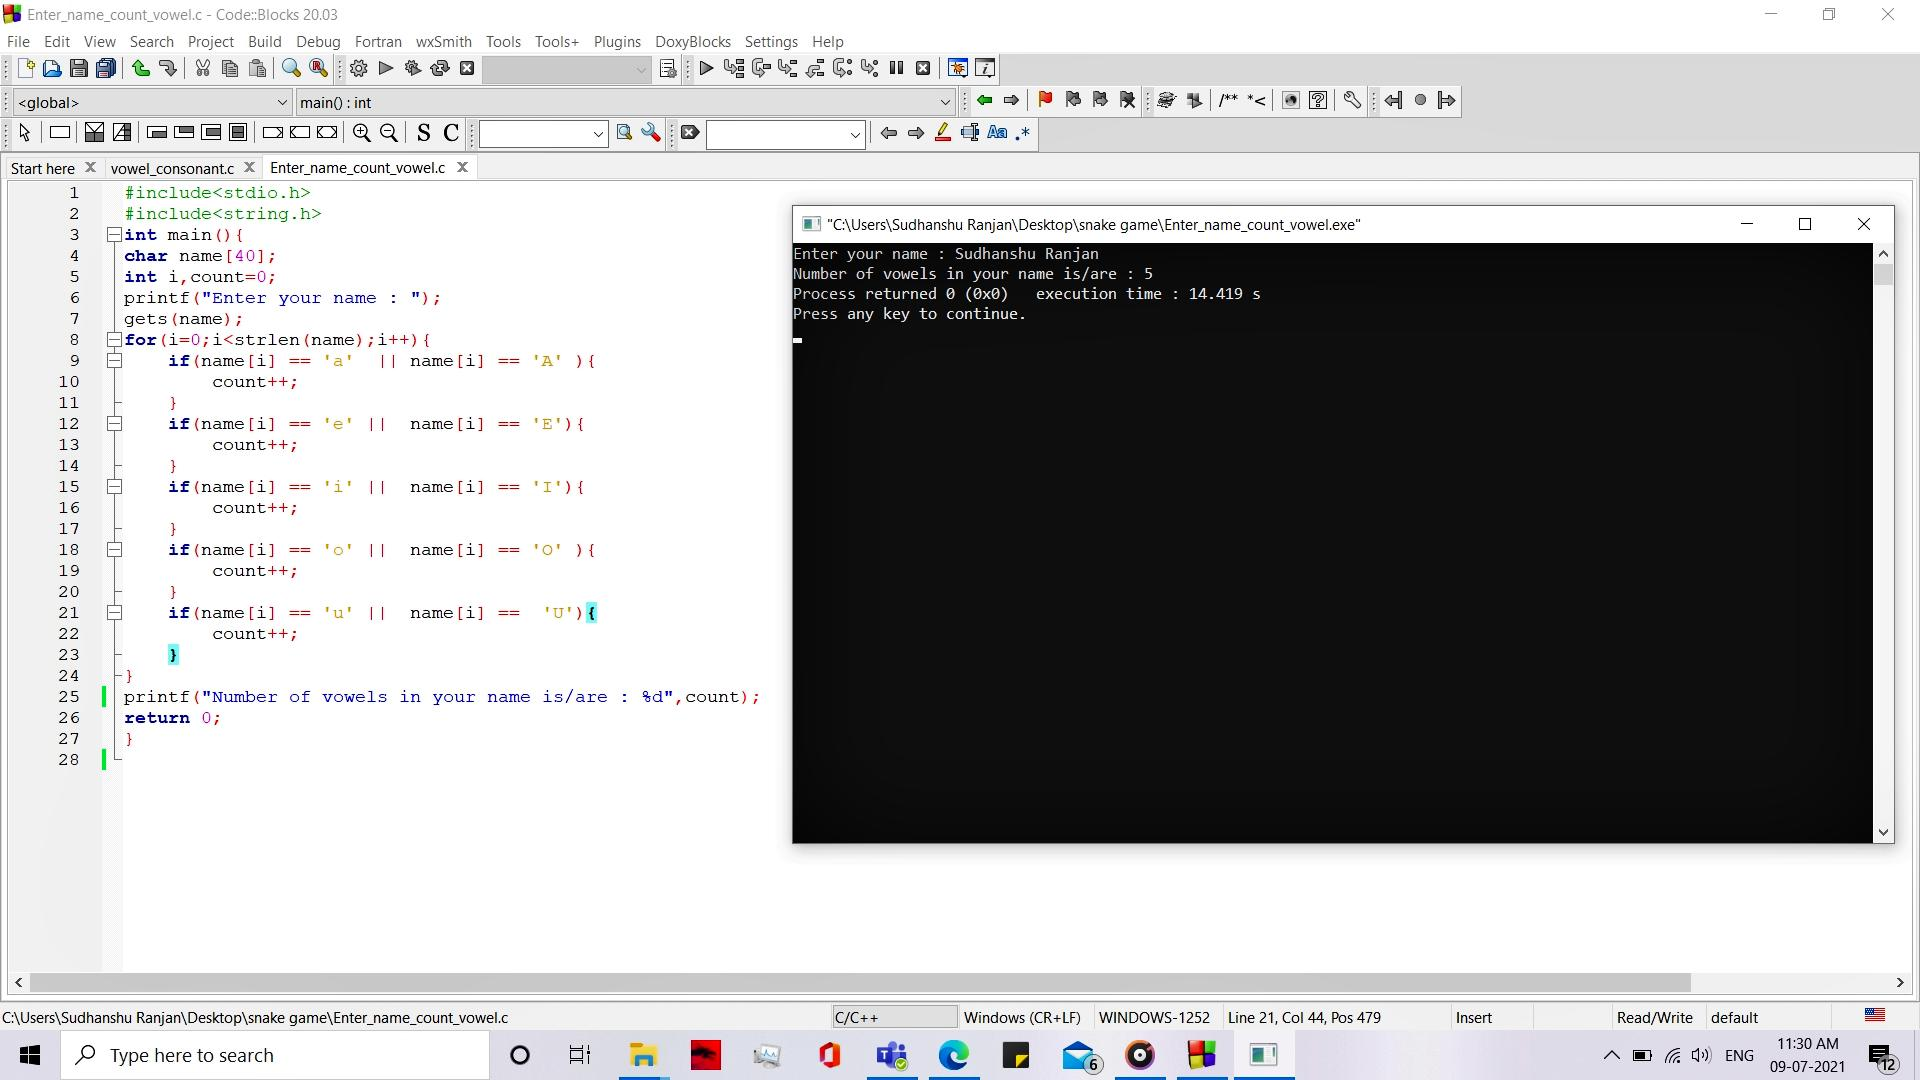 Enter_name_count_vowel.c - Code::Blocks 20.03
File Edit View Search Project Build Debug Fortran wxSmith Tools Tools+ Plugins DoxyBlocks Settings Help
<global> main() : int
/** *<
S C Aa .*
Start here vowel_consonant.c Enter_name_count_vowel.c
1 #include<stdio.h>
2 #include<string.h>
3 int main(){
4 char name[40];
5 int i,count=0;
6 printf("Enter your name : ");
7 gets(name);
8 for(i=0;i<strlen(name);i++){
9 if(name[i] == 'a'  || name[i] == 'A' ){
10 count++;
11 }
12 if(name[i] == 'e' ||  name[i] == 'E'){
13 count++;
14 }
15 if(name[i] == 'i' ||  name[i] == 'I'){
16 count++;
17 }
18 if(name[i] == 'o' ||  name[i] == 'O' ){
19 count++;
20 }
21 if(name[i] == 'u' ||  name[i] ==  'U'){
22 count++;
23 }
24 }
25 printf("Number of vowels in your name is/are : %d",count);
26 return 0;
27 }
28
"C:\Users\Sudhanshu Ranjan\Desktop\snake game\Enter_name_count_vowel.exe"
Enter your name : Sudhanshu Ranjan
Number of vowels in your name is/are : 5
Process returned 0 (0x0)   execution time : 14.419 s
Press any key to continue.
C:\Users\Sudhanshu Ranjan\Desktop\snake game\Enter_name_count_vowel.c C/C++ Windows (CR+LF) WINDOWS-1252 Line 21, Col 44, Pos 479 Insert Read/Write default
Type here to search 6 ENG 11:30 AM 12
09-07-2021